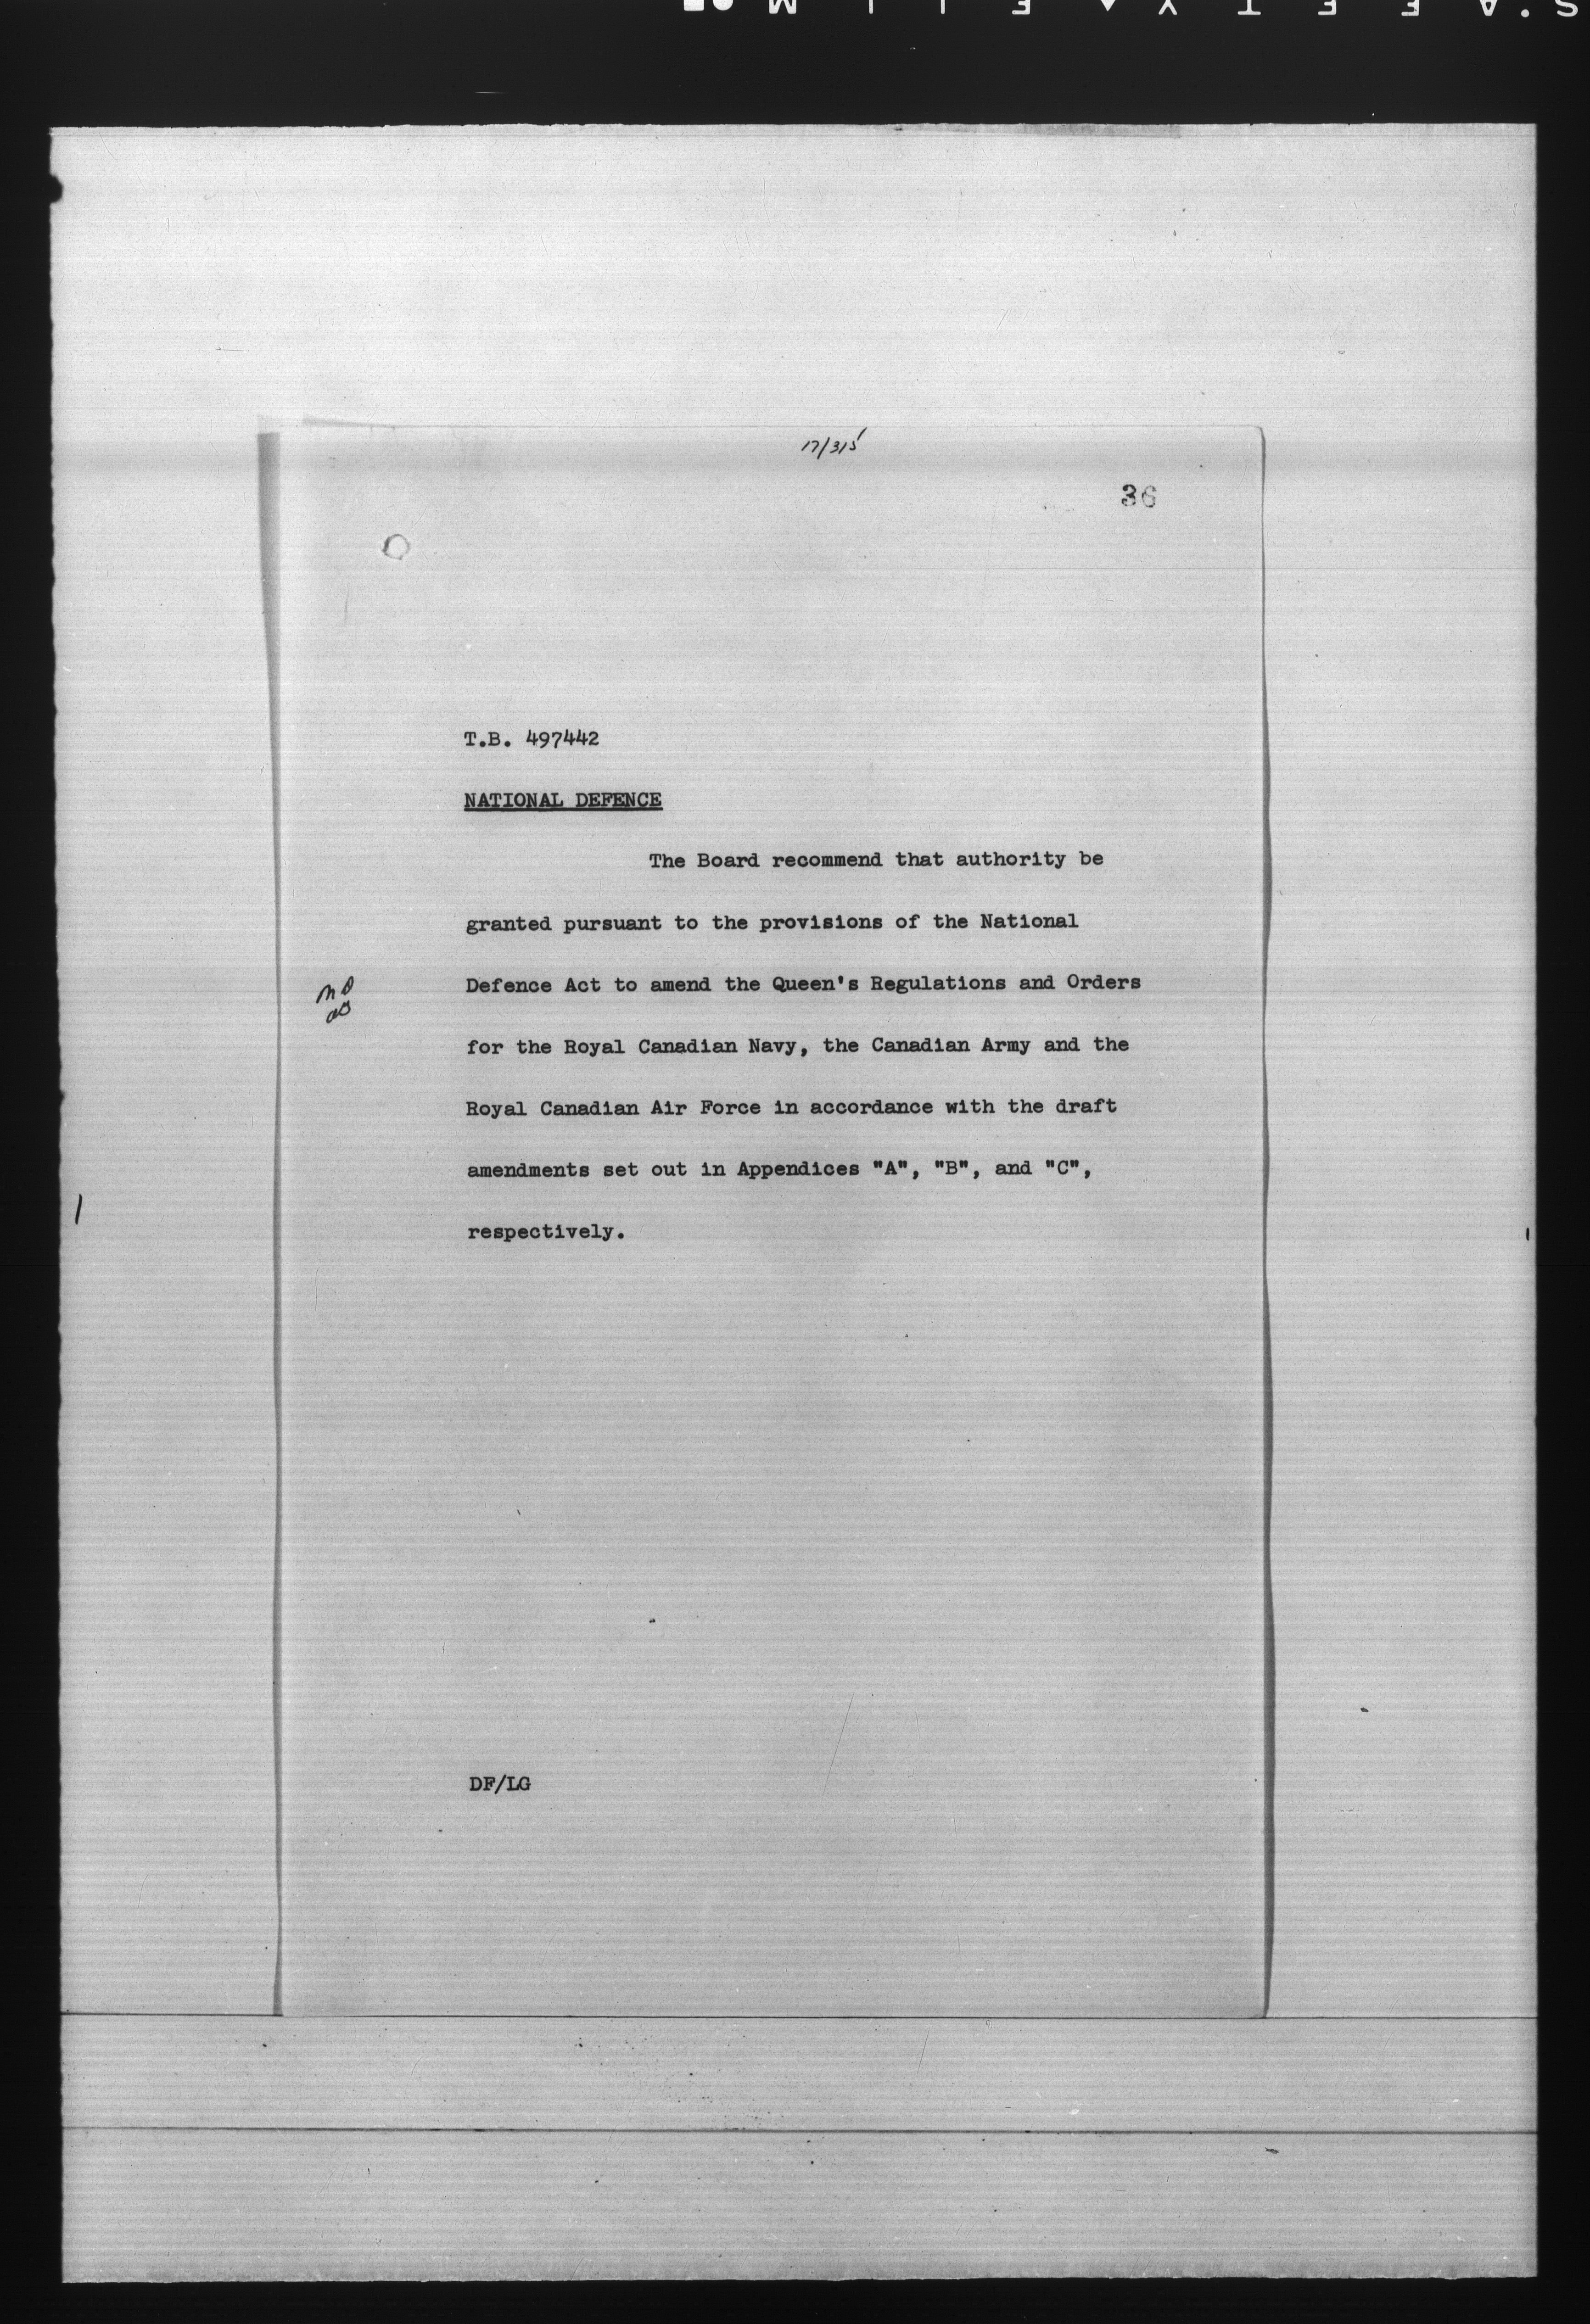 17/315
36
T.B. 497442
NATIONAL DEFENCE
The Board recommend that authority be
granted pursuant to the provisions of the National
Defence Act to amend the Queen's Regulations and Orders
for the Royal Canadian Navy, the Canadian Army and the
Royal Canadian Air Force in accordance with the draft
amendments set out in Appendices "A", "B", and "C",
respectively.
DF/LG